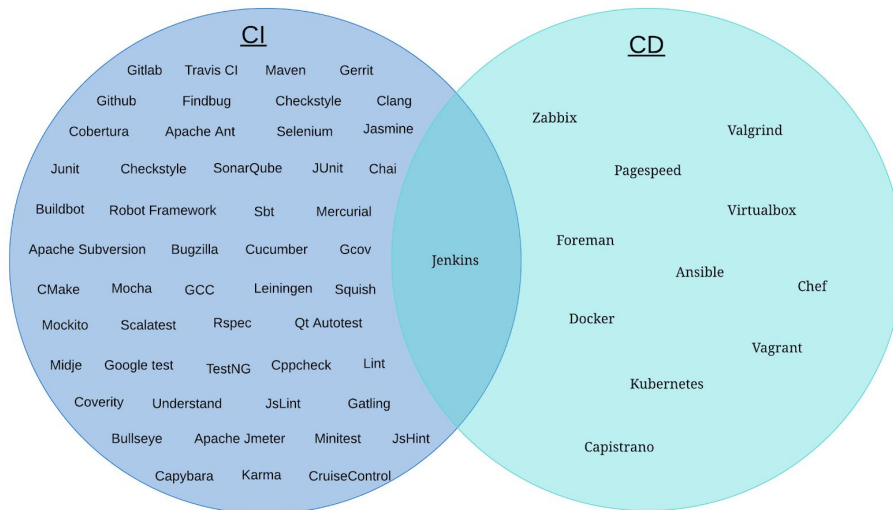 CI
Gitlab Travis CI Maven Gerrit
Github Findbug Checkstyle Clang
Cobertura Apache Ant Selenium Jasmine
Junit Checkstyle SonarQube JUnit Chai
Buildbot Robot Framework Sbt Mercurial
Apache Subversion Bugzilla Cucumber Gcov
CMake Mocha GCC Leiningen Squish
Mockito Scalatest Rspec Qt Autotest
Midje Google test TestNG Cppcheck Lint
Coverity Understand JsLint Gatling
Bullseye Apache Jmeter Minitest JsHint
Capybara Karma CruiseControl
Jenkins
CD
Zabbix
Valgrind
Pagespeed
Virtualbox
Foreman
Ansible
Chef
Docker
Vagrant
Kubernetes
Capistrano